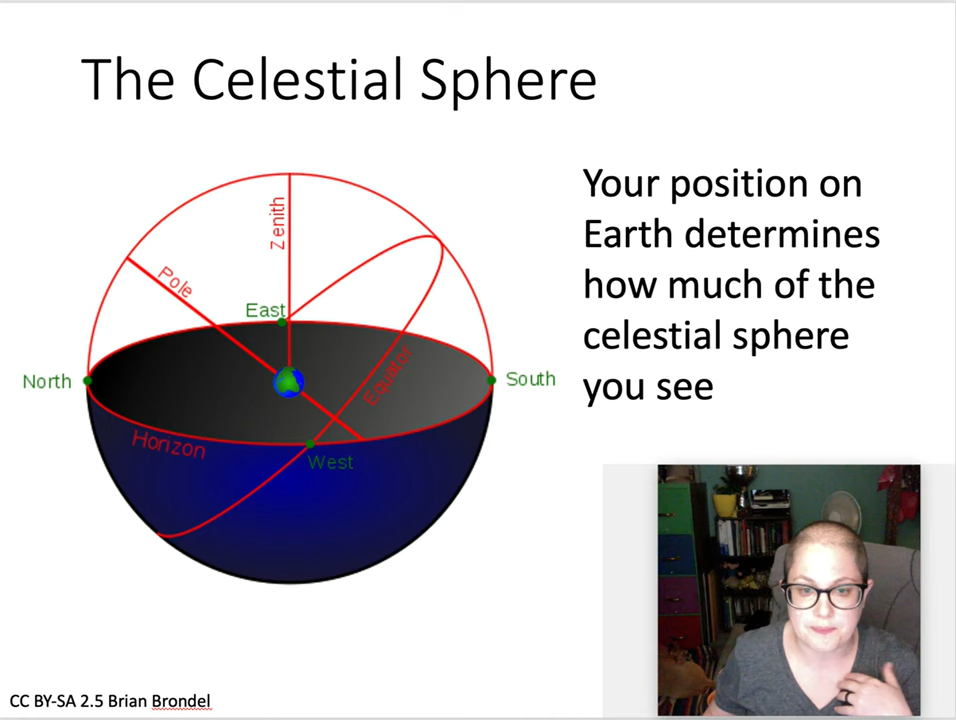 The Celestial Sphere
Zenith
Pole
East
North
South
Equator
Horizon
West
Your position on
Earth determines
how much of the
celestial sphere
you see
CC BY-SA 2.5 Brian Brondel